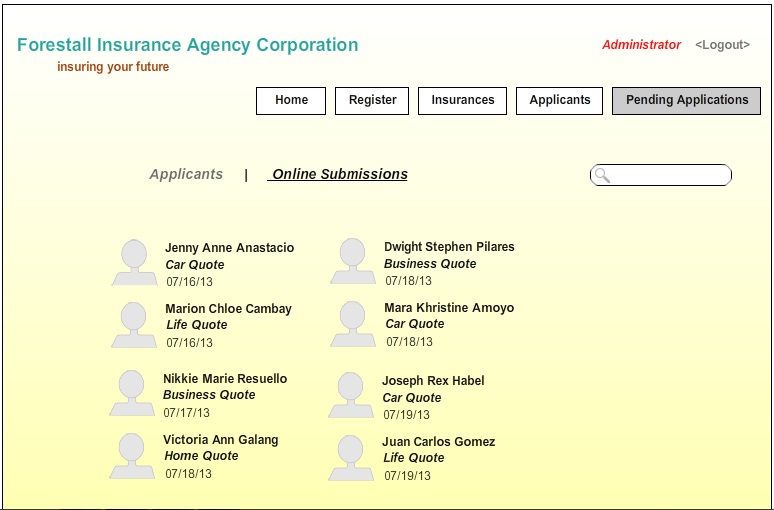 Forestall Insurance Agency Corporation
insuring your future
Administrator <Logout>
Home Register Insurances Applicants Pending Applications
Applicants | Online Submissions
Jenny Anne Anastacio
Car Quote
07/16/13
Dwight Stephen Pilares
Business Quote
07/18/13
Marion Chloe Cambay
Life Quote
07/16/13
Mara Khristine Amoyo
Car Quote
07/18/13
Nikkie Marie Resuello
Business Quote
07/17/13
Joseph Rex Habel
Car Quote
07/19/13
Victoria Ann Galang
Home Quote
07/18/13
Juan Carlos Gomez
Life Quote
07/19/13